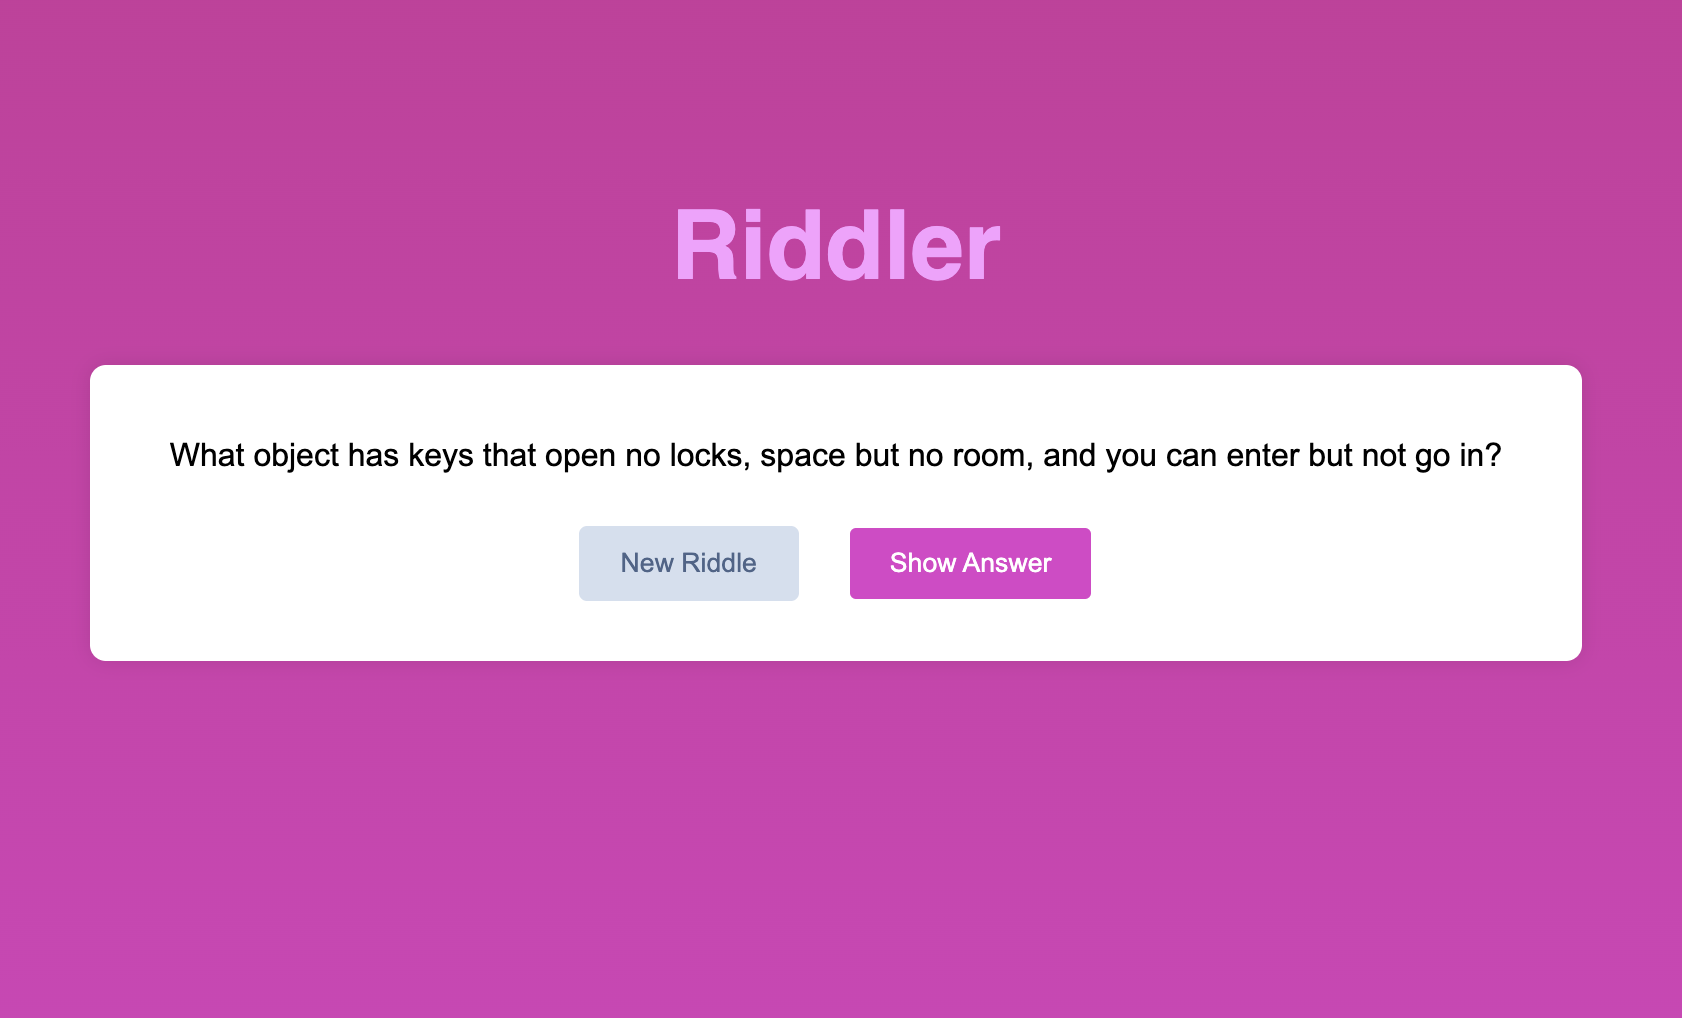 Riddler
What object has keys that open no locks, space but no room, and you can enter but not go in?
New Riddle
Show Answer